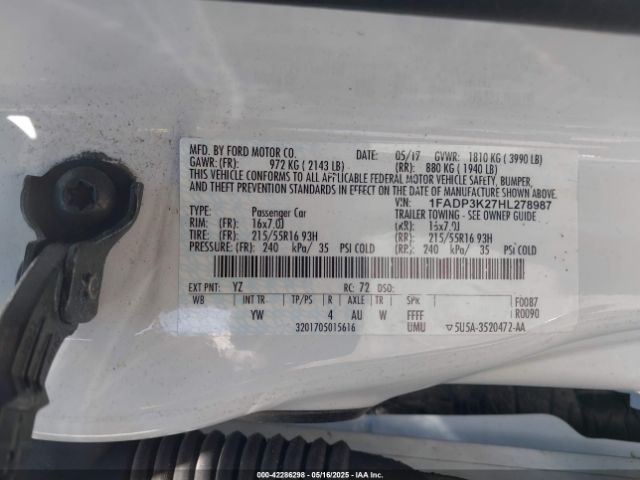 MFD. BY FORD MOTOR CO. DATE: 05/17 GVWR: 1810 KG ( 3990 LB)
GAWR: (FR): 972 KG ( 2143 LB) (RR): 880 KG ( 1940 LB)
THIS VEHICLE CONFORMS TO ALL APPLICABLE FEDERAL MOTOR VEHICLE SAFETY, BUMPER,
AND THEFT PREVENTION STANDARDS IN EFFECT ON THE DATE OF MANUFACTURE SHOWN ABOVE.
VIN: 1FADP3K27HL278987
TYPE: Passenger Car TRAILER TOWING - SEE OWNER GUIDE
RIM: (FR) 16x7.0J (RR): 16x7.0J
TIRE: (FR): 215/55R16 93H (RR): 215/55R16 93H
PRESSURE: (FR): 240 kPa/ 35 PSI COLD (RR): 240 kPa/ 35 PSI COLD
EXT PNT: YZ RC: 72 DSO:
WB INT TR TP/PS R AXLE TR SPR F0087
YW 4 AU W FFFF R0090
3201705015616 UMU ▽5U5A-3520472-AA
000-42286298 - 05/16/2025 - IAAI.COM